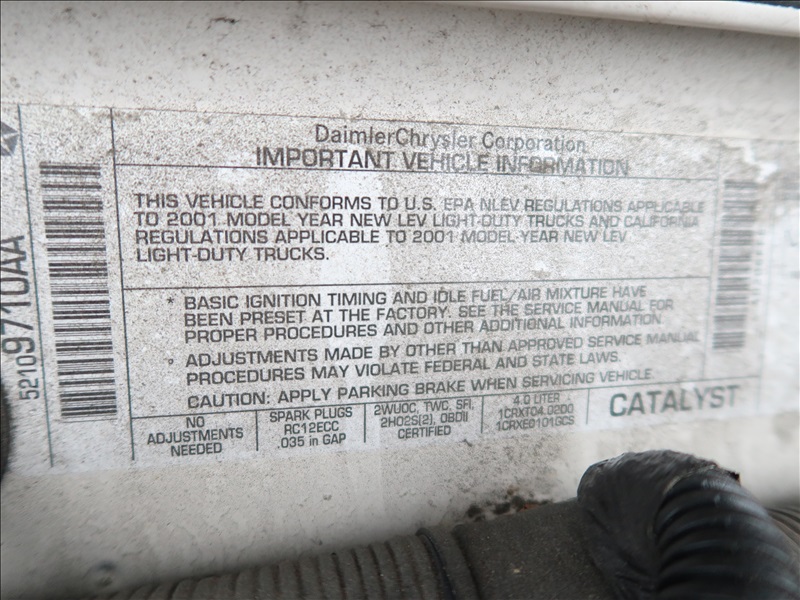 DaimlerChrysler Corporation
IMPORTANT VEHICLE INFORMATION
THIS VEHICLE CONFORMS TO U.S. EPA NLEV REGULATIONS APPLICABLE
TO 2001 MODEL YEAR NEW LEV LIGHT-DUTY TRUCKS AND CALIFORNIA
REGULATIONS APPLICABLE TO 2001 MODEL YEAR NEW LEV
LIGHT-DUTY TRUCKS.
* BASIC IGNITION TIMING AND IDLE FUEL/AIR MIXTURE HAVE
BEEN PRESET AT THE FACTORY. SEE THE SERVICE MANUAL FOR
PROPER PROCEDURES AND OTHER ADDITIONAL INFORMATION.
* ADJUSTMENTS MADE BY OTHER THAN APPROVED SERVICE MANUAL
PROCEDURES MAY VIOLATE FEDERAL AND STATE LAWS.
CAUTION: APPLY PARKING BRAKE WHEN SERVICING VEHICLE.
NO
ADJUSTMENTS
NEEDED
SPARK PLUGS
RC12ECC
.035 in GAP
2WUOC, TWC, SFI,
2HO2S(2), OBDII
CERTIFIED
4.0 LITER
1CRXT04.02D0
1CRXE0101GCS
CATALYST
52109710AA